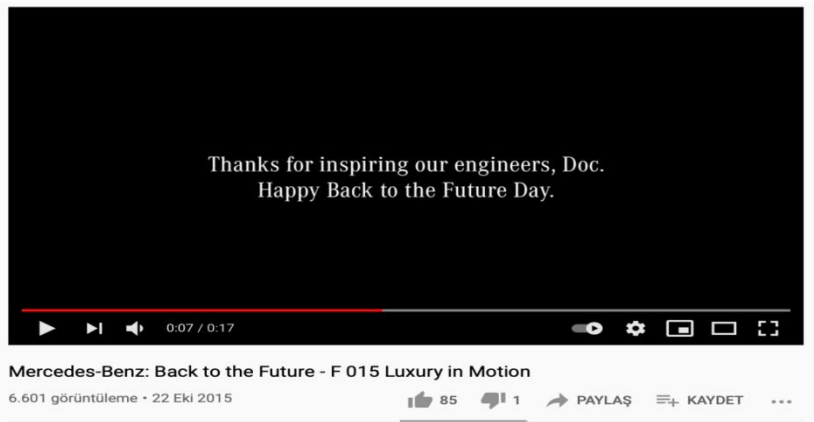 Thanks for inspiring our engineers, Doc.
Happy Back to the Future Day.
0:07 / 0:17
Mercedes-Benz: Back to the Future - F 015 Luxury in Motion
6.601 görüntüleme • 22 Eki 2015
85 1 PAYLAŞ KAYDET